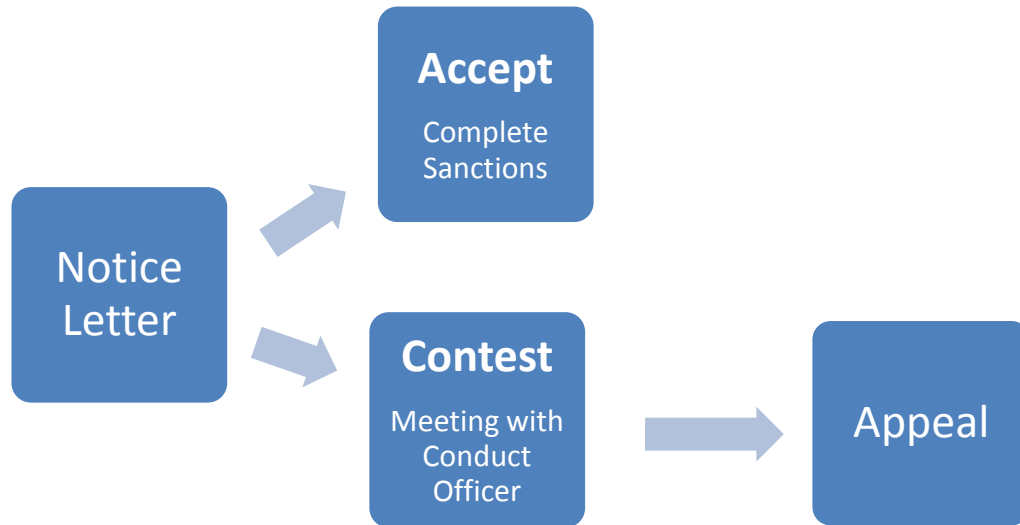 Notice
Letter
Accept
Complete
Sanctions
Contest
Meeting with
Conduct
Officer
Appeal